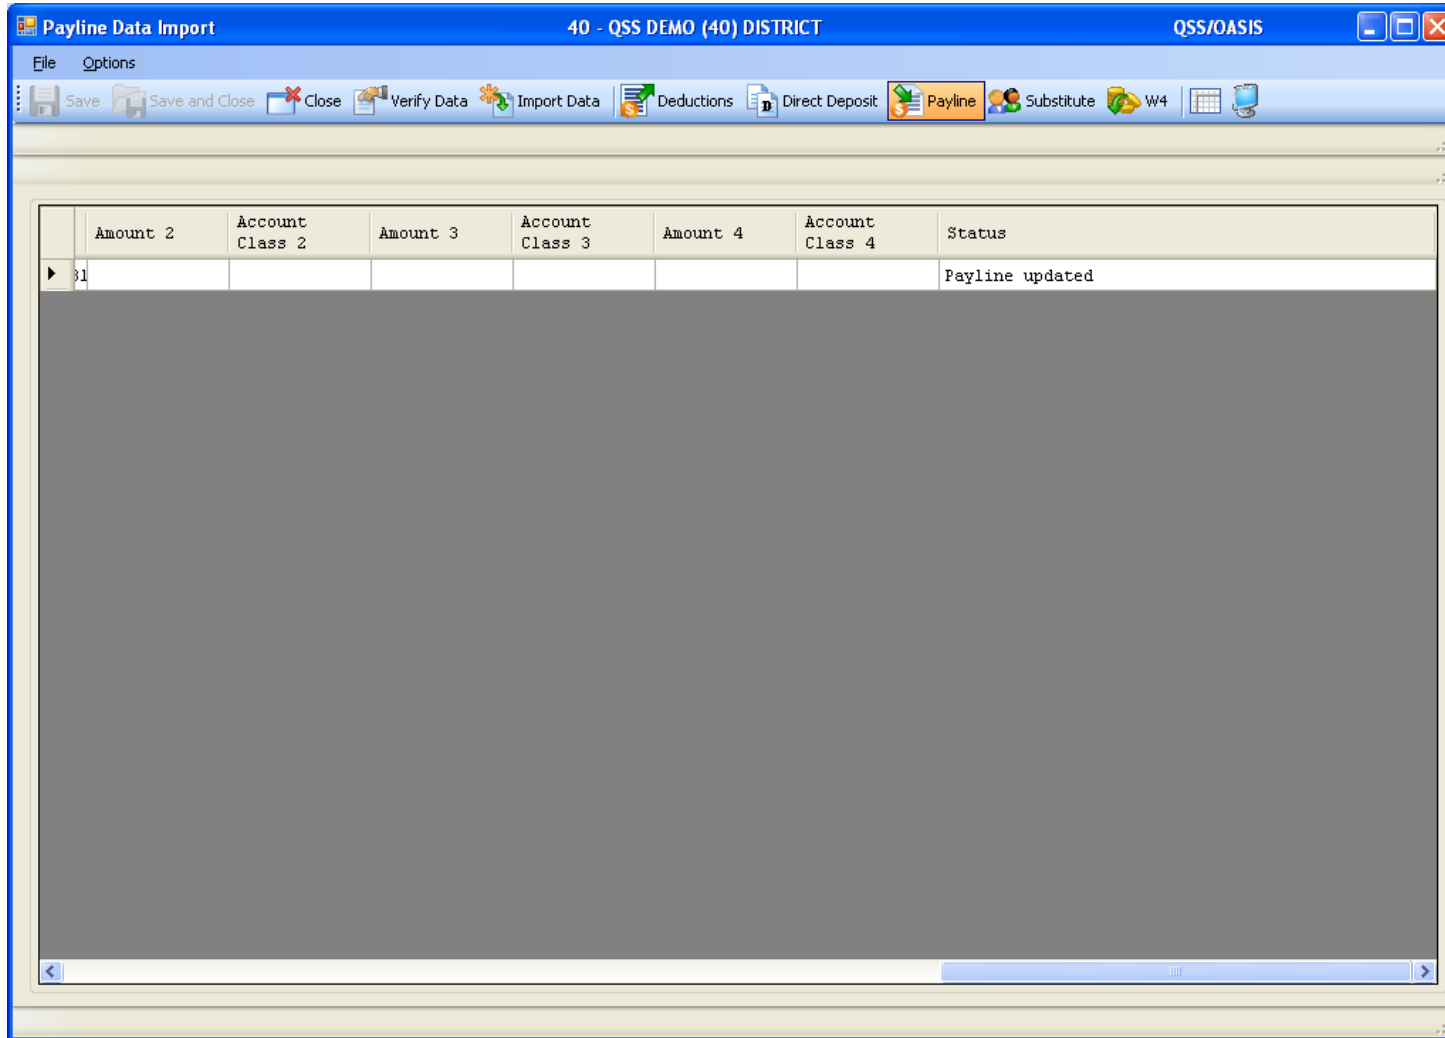 Payline Data Import 40 - QSS DEMO (40) DISTRICT QSS/OASIS
File Options
Save Save and Close Close Verify Data Import Data Deductions Direct Deposit Payline Substitute W4
Amount 2 Account Class 2 Amount 3 Account Class 3 Amount 4 Account Class 4 Status
31 Payline updated